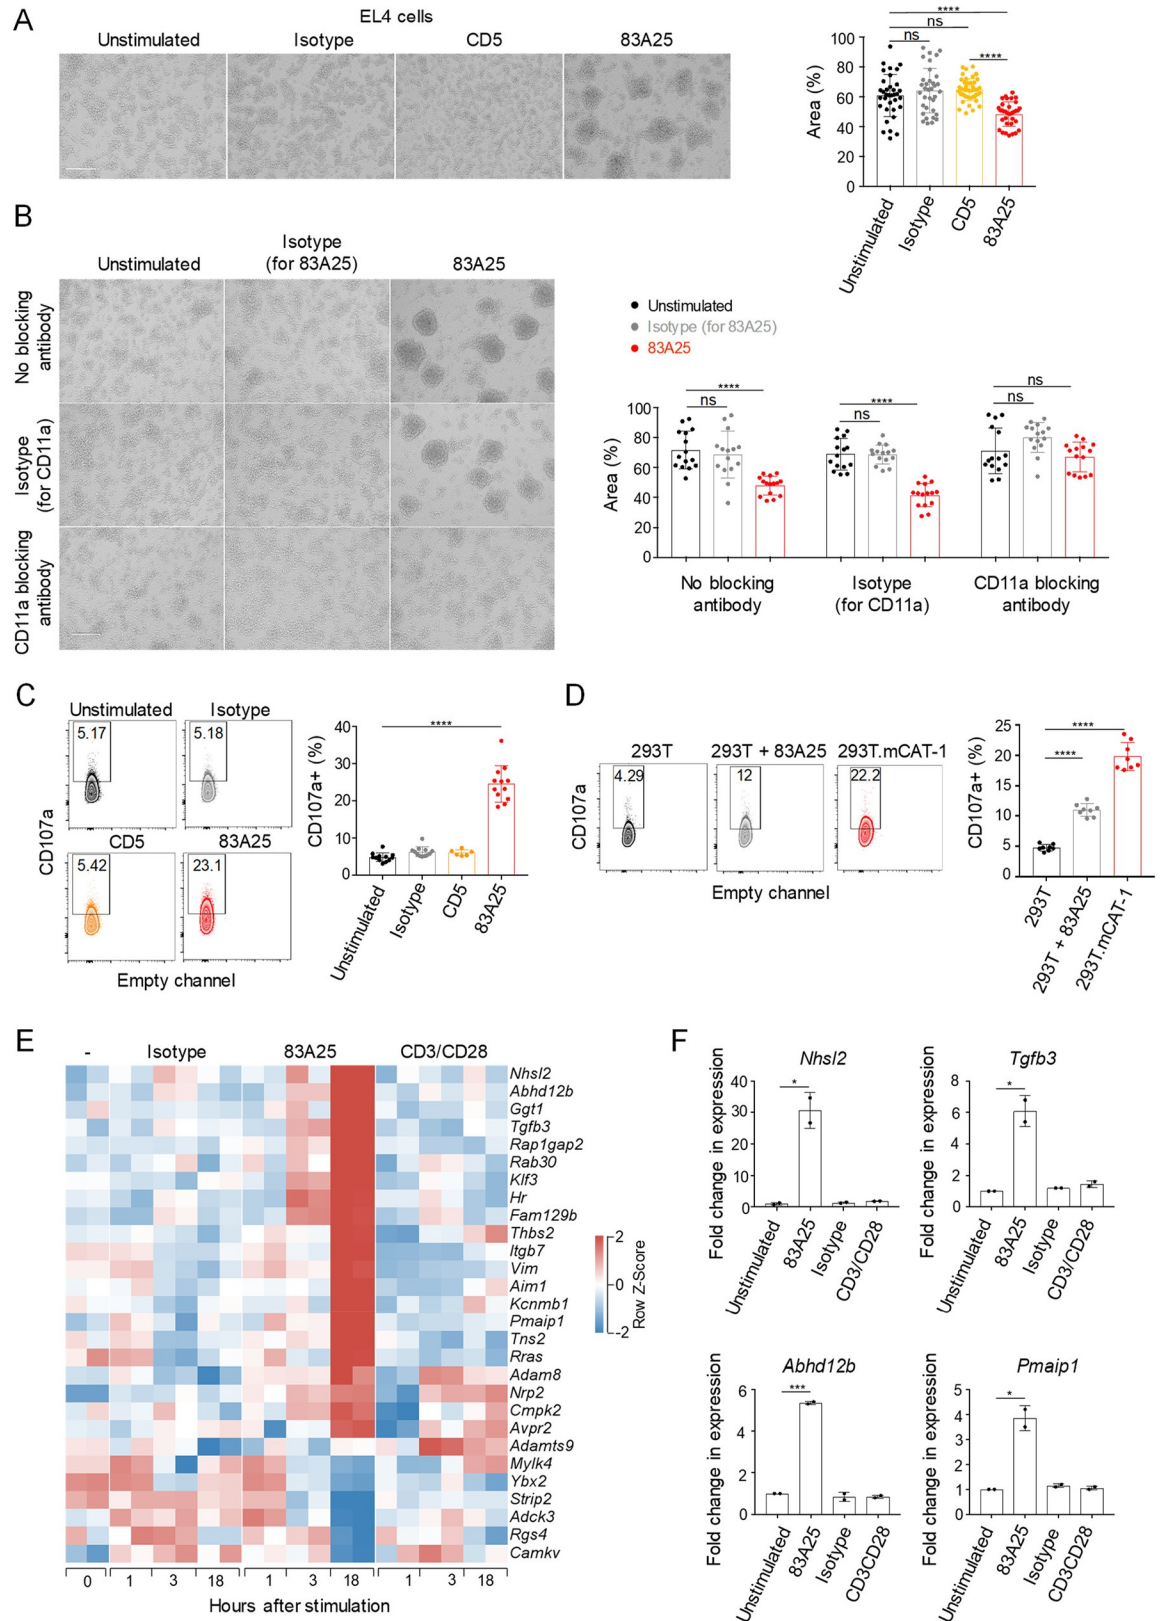 A
EL4 cells
Unstimulated
Isotype
CD5
83A25
Area (%)
100
80
60
40
20
0
****
ns
ns
****
Unstimulated
Isotype
CD5
83A25
B
Unstimulated
Isotype
(for 83A25)
83A25
No blocking
antibody
Isotype
(for CD11a)
CD11a blocking
antibody
Unstimulated
Isotype (for 83A25)
83A25
Area (%)
100
80
60
40
20
0
****
ns
****
ns
ns
ns
No blocking
antibody
Isotype
(for CD11a)
CD11a blocking
antibody
C
Unstimulated
Isotype
5.17
5.18
CD5
83A25
5.42
23.1
CD107a
Empty channel
CD107a+ (%)
40
30
20
10
0
****
Unstimulated
Isotype
CD5
83A25
D
293T
293T + 83A25
293T.mCAT-1
4.29
12
22.2
CD107a
Empty channel
CD107a+ (%)
25
20
15
10
5
0
****
****
293T
293T + 83A25
293T.mCAT-1
E
-
Isotype
83A25
CD3/CD28
Nhsl2
Abhd12b
Ggt1
Tgfb3
Rap1gap2
Rab30
Klf3
Hr
Fam129b
Thbs2
Itgb7
Vim
Aim1
Kcnmb1
Pmaip1
Tns2
Rras
Adam8
Nrp2
Cmpk2
Avpr2
Adamts9
Mylk4
Ybx2
Strip2
Adck3
Rgs4
Camkv
2
0
-2
Row Z-Score
0
1
3
18
1
3
18
1
3
18
Hours after stimulation
F
Nhsl2
Fold change in expression
40
30
20
10
0
*
Unstimulated
83A25
Isotype
CD3/CD28
Tgfb3
Fold change in expression
8
6
4
2
0
*
Unstimulated
83A25
Isotype
CD3/CD28
Abhd12b
Fold change in expression
6
4
2
0
***
Unstimulated
83A25
Isotype
CD3CD28
Pmaip1
Fold change in expression
5
4
3
2
1
0
*
Unstimulated
83A25
Isotype
CD3/CD28